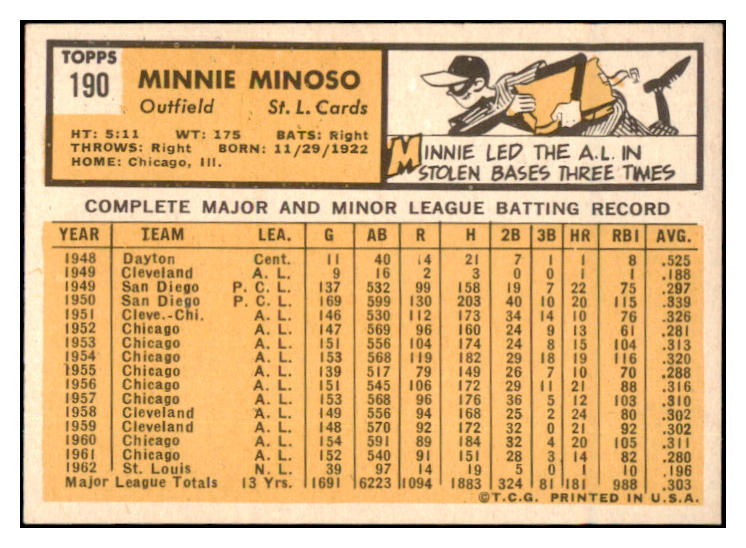 TOPPS
190
MINNIE MINOSO
Outfield St. L. Cards
HT: 5:11 WT: 175 BATS: Right
THROWS: Right BORN: 11/29/1922
HOME: Chicago, Ill.
MINNIE LED THE A.L. IN
STOLEN BASES THREE TIMES
COMPLETE MAJOR AND MINOR LEAGUE BATTING RECORD
YEAR TEAM LEA. G AB R H 2B 3B HR RBI AVG.
1948 Dayton Cent. 11 40 14 21 7 1 1 8 .525
1949 Cleveland A. L. 9 16 2 3 0 0 1 1 .188
1949 San Diego P. C. L. 137 532 99 158 19 7 22 75 .297
1950 San Diego P. C. L. 169 599 130 203 40 10 20 115 .339
1951 Cleve.-Chi. A. L. 146 530 112 173 34 14 10 76 .326
1952 Chicago A. L. 147 569 96 160 24 9 13 61 .281
1953 Chicago A. L. 151 556 104 174 24 8 15 104 .313
1954 Chicago A. L. 153 568 119 182 29 18 19 116 .320
1955 Chicago A. L. 139 517 79 149 26 7 10 70 .288
1956 Chicago A. L. 151 545 106 172 29 11 21 88 .316
1957 Chicago A. L. 153 568 96 176 36 5 12 103 .310
1958 Cleveland A. L. 149 556 94 168 25 2 24 80 .302
1959 Cleveland A. L. 148 570 92 172 32 0 21 92 .302
1960 Chicago A. L. 154 591 89 184 32 4 20 105 .311
1961 Chicago A. L. 152 540 91 151 28 3 14 82 .280
1962 St. Louis N. L. 39 97 14 19 5 0 1 10 .196
Major League Totals 13 Yrs. 1691 6223 1094 1883 324 81 181 988 .303
©T.C.G. PRINTED IN U.S.A.